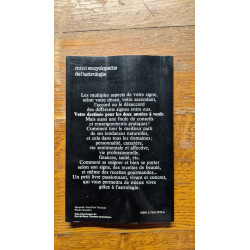 mini encyclopédie
de l'astrologie
Les multiples aspects de votre signe,
selon votre décan, votre ascendant,
l'accord ou le désaccord
des différents signes entre eux.
Votre destinée pour les deux années à venir.
Mais aussi une foule de conseils
et renseignements pratiques!
Comment tirer le meilleur parti
de vos tendances naturelles,
et cela dans tous les domaines;
personnalité, caractère,
vie sentimentale et affective,
vie professionnelle,
finances, santé, etc.
Comment se soigner et bien se porter
selon son signe, des recettes de beauté,
et même des recettes gourmandes...
Un petit livre passionnant, vivant et concret,
qui vous permettra de mieux vivre
grâce à l'astrologie.